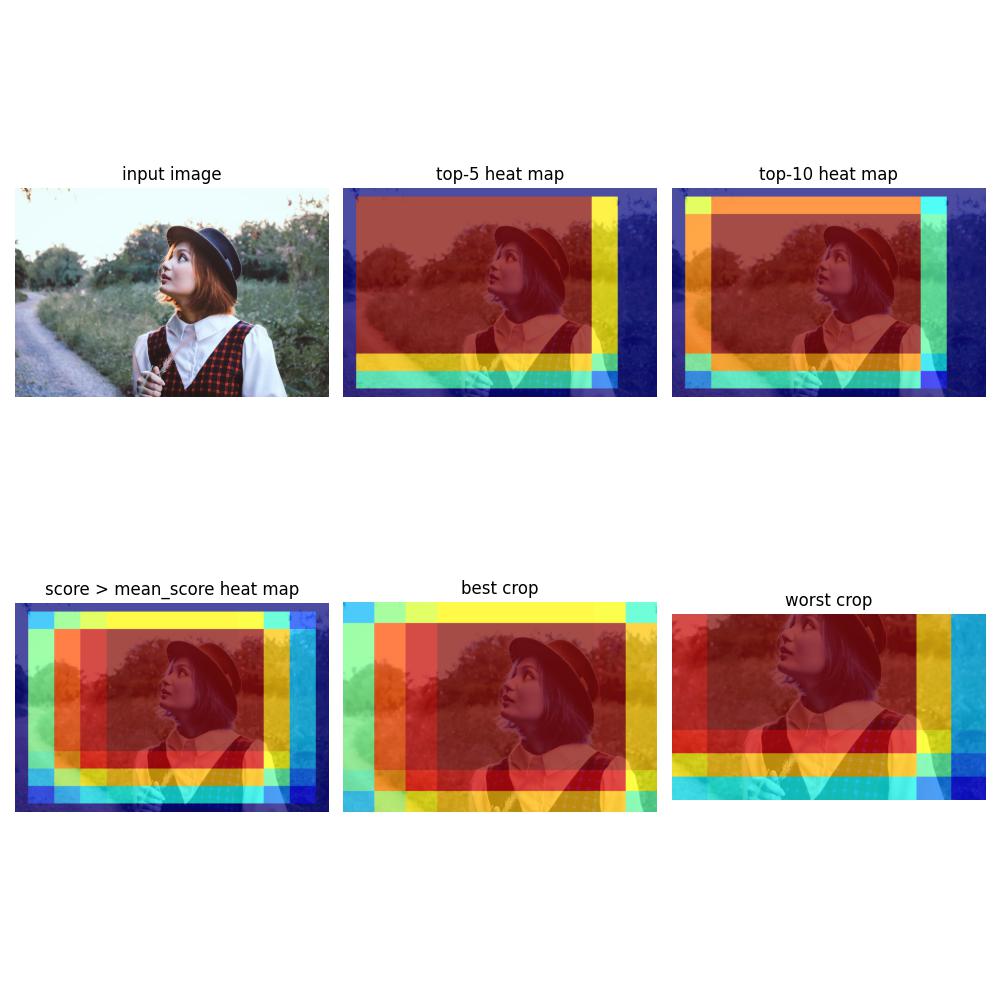 input image
top-5 heat map
top-10 heat map
score > mean_score heat map
best crop
worst crop